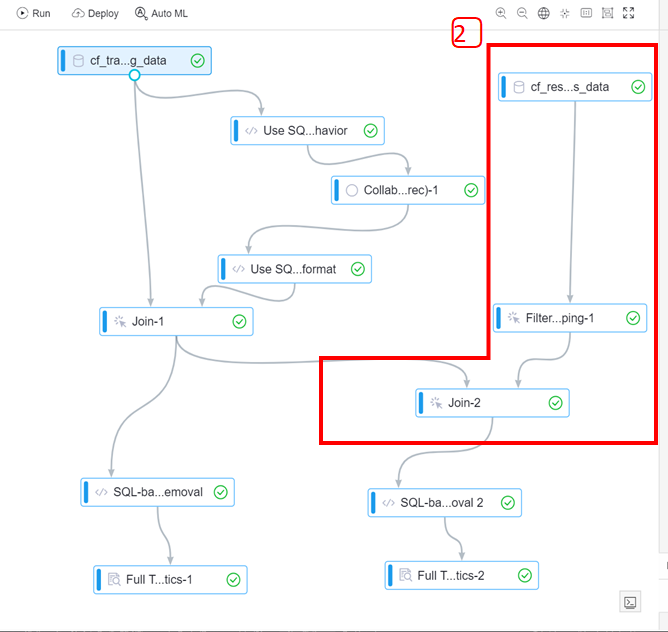 Run Deploy Auto ML
2
cf_tra...g_data
cf_res...s_data
Use SQ...havior
Collab...rec)-1
Use SQ...format
Join-1
Filter...ping-1
Join-2
SQL-ba...emoval
SQL-ba...oval 2
Full T...tics-1
Full T...tics-2